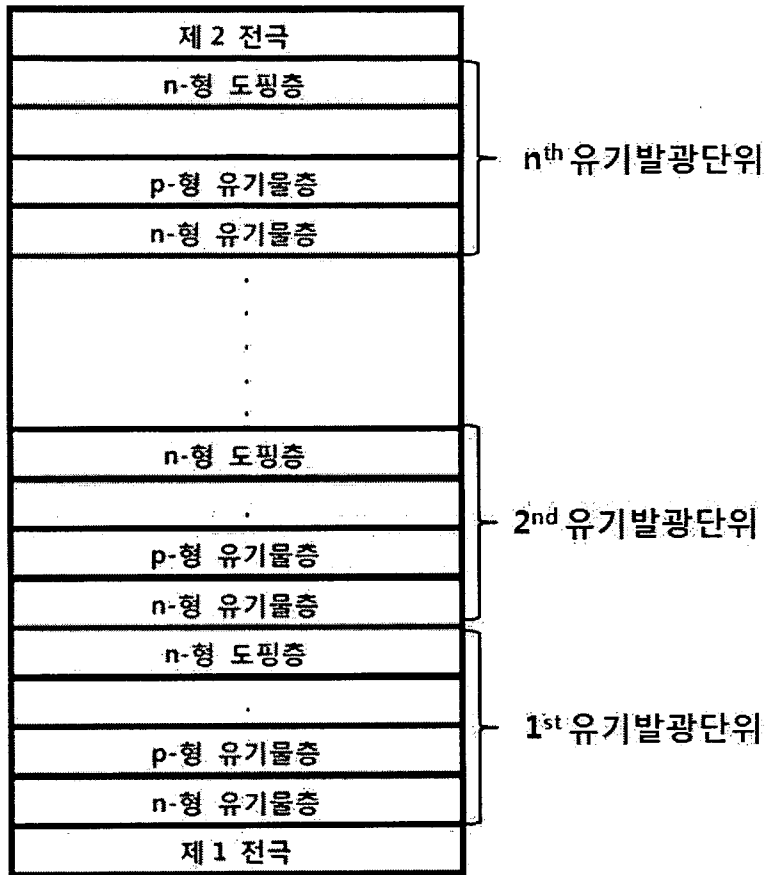 제 2 전극
n-형 도핑층
p-형 유기물층
n-형 유기물층
nth 유기발광단위
.
.
.
.
.
n-형 도핑층
.
p-형 유기물층
n-형 유기물층
2nd 유기발광단위
n-형 도핑층
.
p-형 유기물층
n-형 유기물층
1st 유기발광단위
제 1 전극